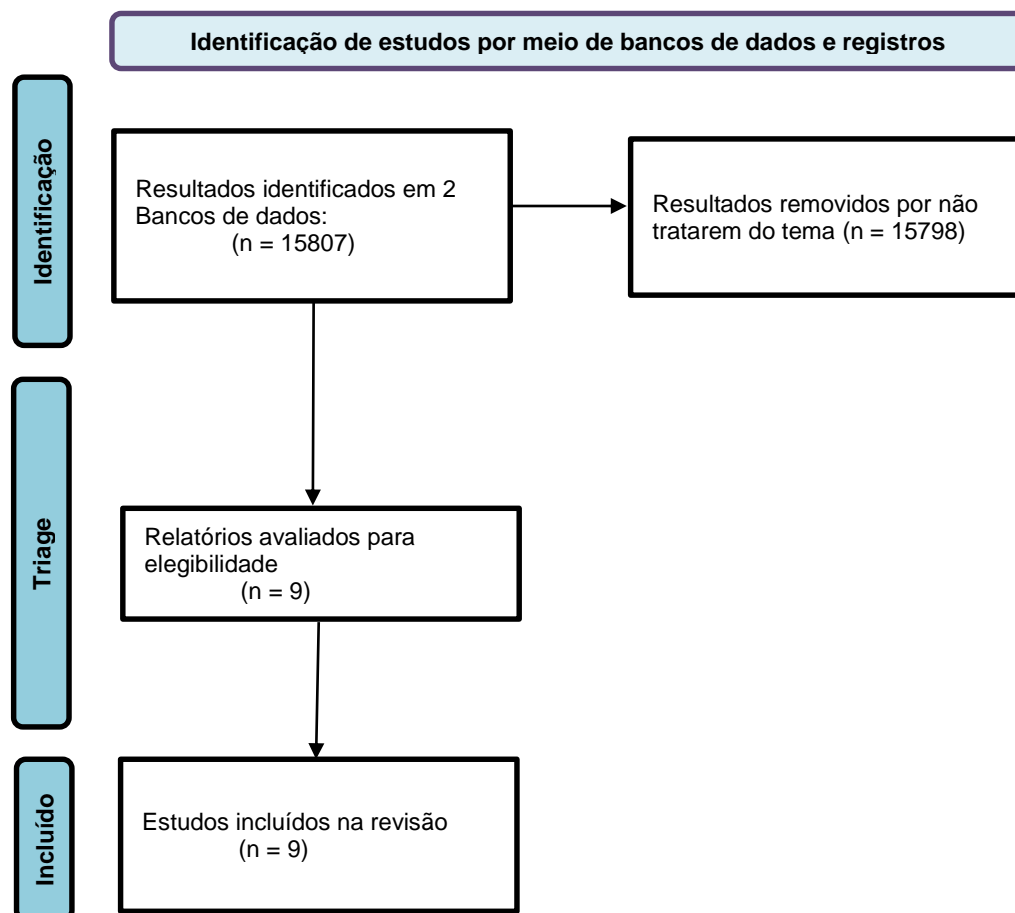 Identificação de estudos por meio de bancos de dados e registros
Identificação
Resultados identificados em 2
Bancos de dados:
(n = 15807)
Resultados removidos por não
tratarem do tema (n = 15798)
Triage
Relatórios avaliados para
elegibilidade
(n = 9)
Incluído
Estudos incluídos na revisão
(n = 9)